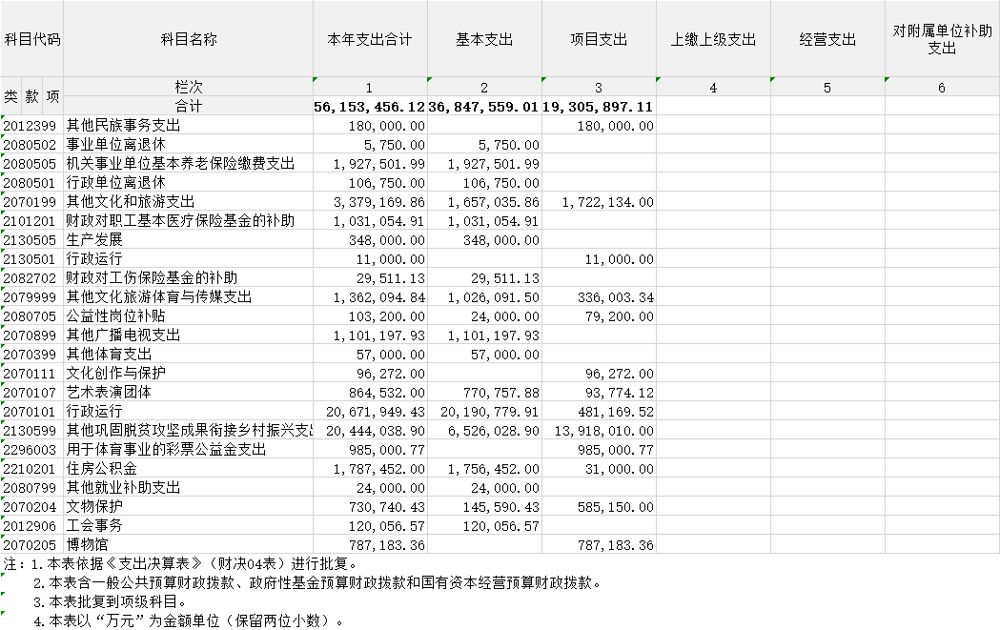 科目代码 科目名称 本年支出合计 基本支出 项目支出 上缴上级支出 经营支出 对附属单位补助支出
类 款 项 栏次 1 2 3 4 5 6
合计 56,153,456.12 36,847,559.01 19,305,897.11
2012399 其他民族事务支出 180,000.00 180,000.00
2080502 事业单位离退休 5,750.00 5,750.00
2080505 机关事业单位基本养老保险缴费支出 1,927,501.99 1,927,501.99
2080501 行政单位离退休 106,750.00 106,750.00
2070199 其他文化和旅游支出 3,379,169.86 1,657,035.86 1,722,134.00
2101201 财政对职工基本医疗保险基金的补助 1,031,054.91 1,031,054.91
2130505 生产发展 348,000.00 348,000.00
2130501 行政运行 11,000.00 11,000.00
2082702 财政对工伤保险基金的补助 29,511.13 29,511.13
2079999 其他文化旅游体育与传媒支出 1,362,094.84 1,026,091.50 336,003.34
2080705 公益性岗位补贴 103,200.00 24,000.00 79,200.00
2070899 其他广播电视支出 1,101,197.93 1,101,197.93
2070399 其他体育支出 57,000.00 57,000.00
2070111 文化创作与保护 96,272.00 96,272.00
2070107 艺术表演团体 864,532.00 770,757.88 93,774.12
2070101 行政运行 20,671,949.43 20,190,779.91 481,169.52
2130599 其他巩固脱贫攻坚成果衔接乡村振兴支出 20,444,038.90 6,526,028.90 13,918,010.00
2296003 用于体育事业的彩票公益金支出 985,000.77 985,000.77
2210201 住房公积金 1,787,452.00 1,756,452.00 31,000.00
2080799 其他就业补助支出 24,000.00 24,000.00
2070204 文物保护 730,740.43 145,590.43 585,150.00
2012906 工会事务 120,056.57 120,056.57
2070205 博物馆 787,183.36 787,183.36
注：1.本表依据《支出决算表》（财决04表）进行批复。
2.本表含一般公共预算财政拨款、政府性基金预算财政拨款和国有资本经营预算财政拨款。
3.本表批复到项级科目。
4.本表以“万元”为金额单位（保留两位小数）。